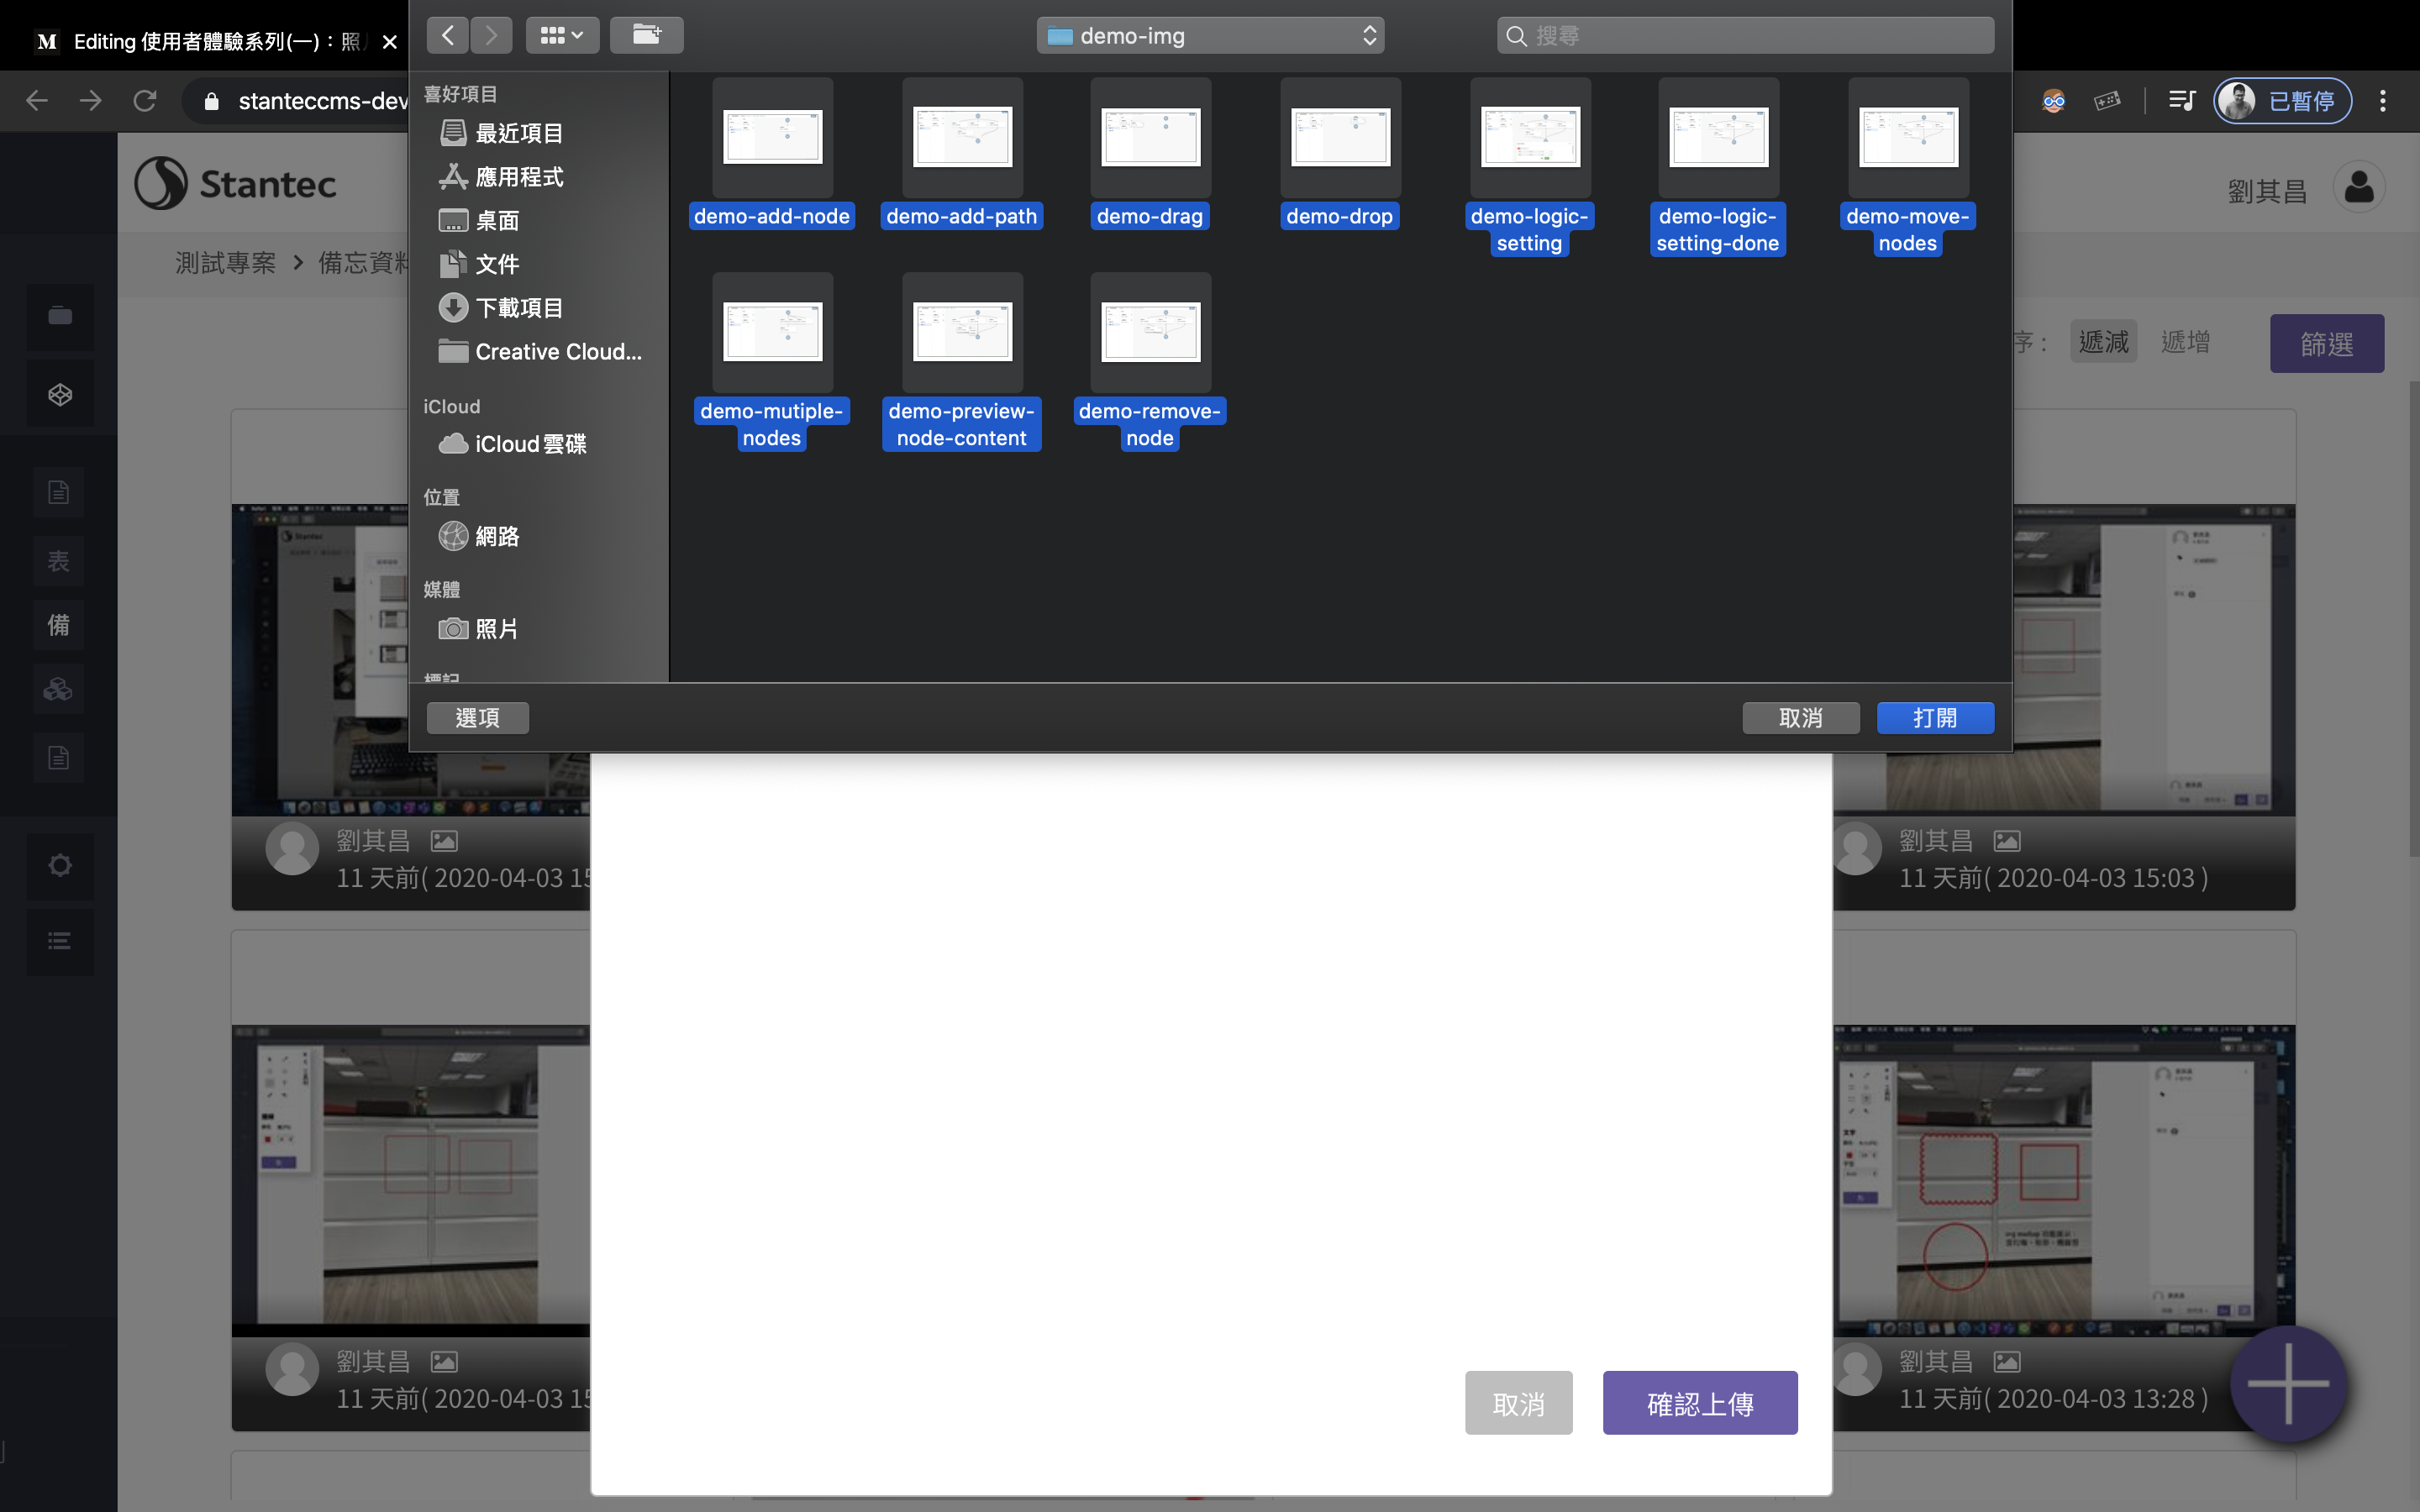 M Editing 使用者體驗系列(一)：照
demo-img
搜尋
stanteccms-dev
已暫停
喜好項目
最近項目
應用程式
桌面
文件
下載項目
Creative Cloud...
iCloud
iCloud 雲碟
位置
網路
媒體
照片
標記
demo-add-node
demo-add-path
demo-drag
demo-drop
demo-logic-
setting
demo-logic-
setting-done
demo-move-
nodes
demo-mutiple-
nodes
demo-preview-
node-content
demo-remove-
node
選項
取消
打開
Stantec
劉其昌
測試專案 > 備忘資料
序：
遞減
遞增
篩選
表
備
劉其昌
11 天前( 2020-04-03 15
劉其昌
11 天前( 2020-04-03 15:03 )
劉其昌
11 天前( 2020-04-03 15
劉其昌
11 天前( 2020-04-03 13:28 )
取消
確認上傳